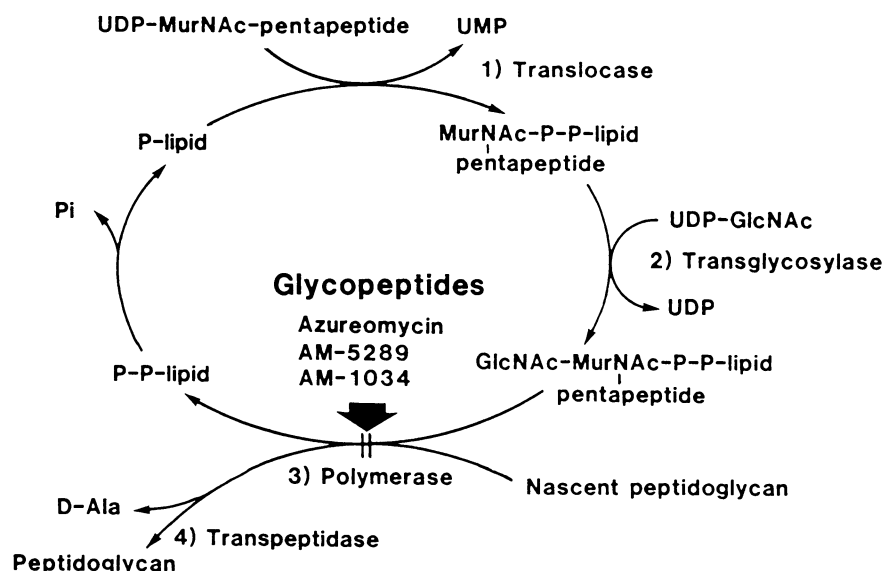 UDP-MurNAc-pentapeptide
UMP
1) Translocase
P-lipid
MurNAc-P-P-lipid
pentapeptide
Pi
UDP-GlcNAc
2) Transglycosylase
UDP
Glycopeptides
Azureomycin
AM-5289
AM-1034
P-P-lipid
GlcNAc-MurNAc-P-P-lipid
pentapeptide
3) Polymerase
Nascent peptidoglycan
D-Ala
4) Transpeptidase
Peptidoglycan